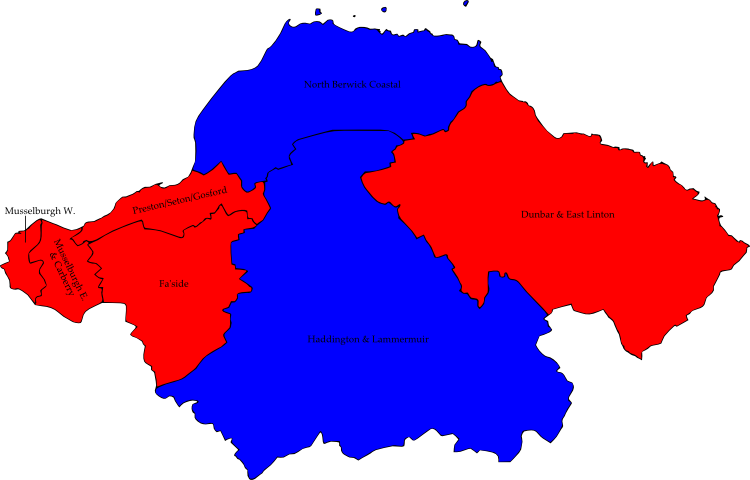 North Berwick Coastal
Preston/Seton/Gosford
Musselburgh W.
Dunbar & East Linton
Musselburgh E.
& Carberry
Fa'side
Haddington & Lammermuir